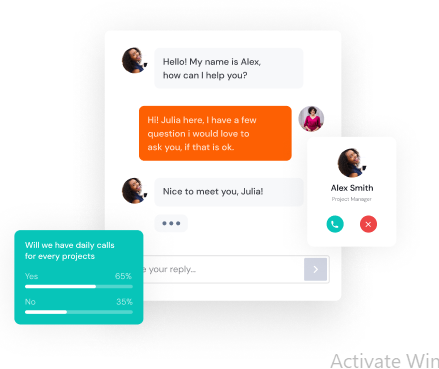 Hello! My name is Alex,
how can I help you?
Hi! Julia here, I have a few
question i would love to
ask you, if that is ok.
Alex Smith
Project Manager
Nice to meet you, Julia!
Will we have daily calls
for every projects
Yes 65%
No 35%
your reply...
Activate Win